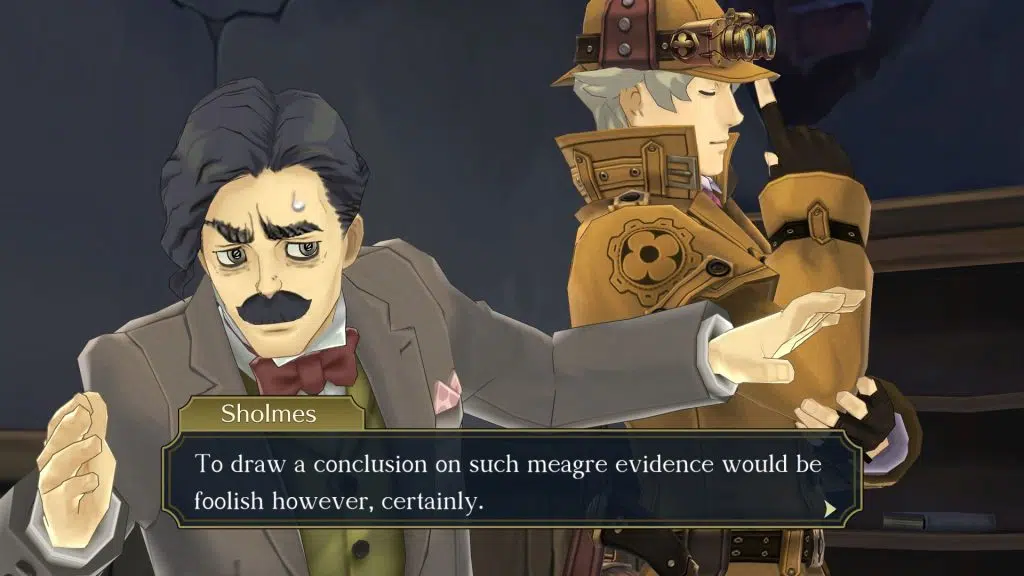 Sholmes
To draw a conclusion on such meagre evidence would be
foolish however, certainly.